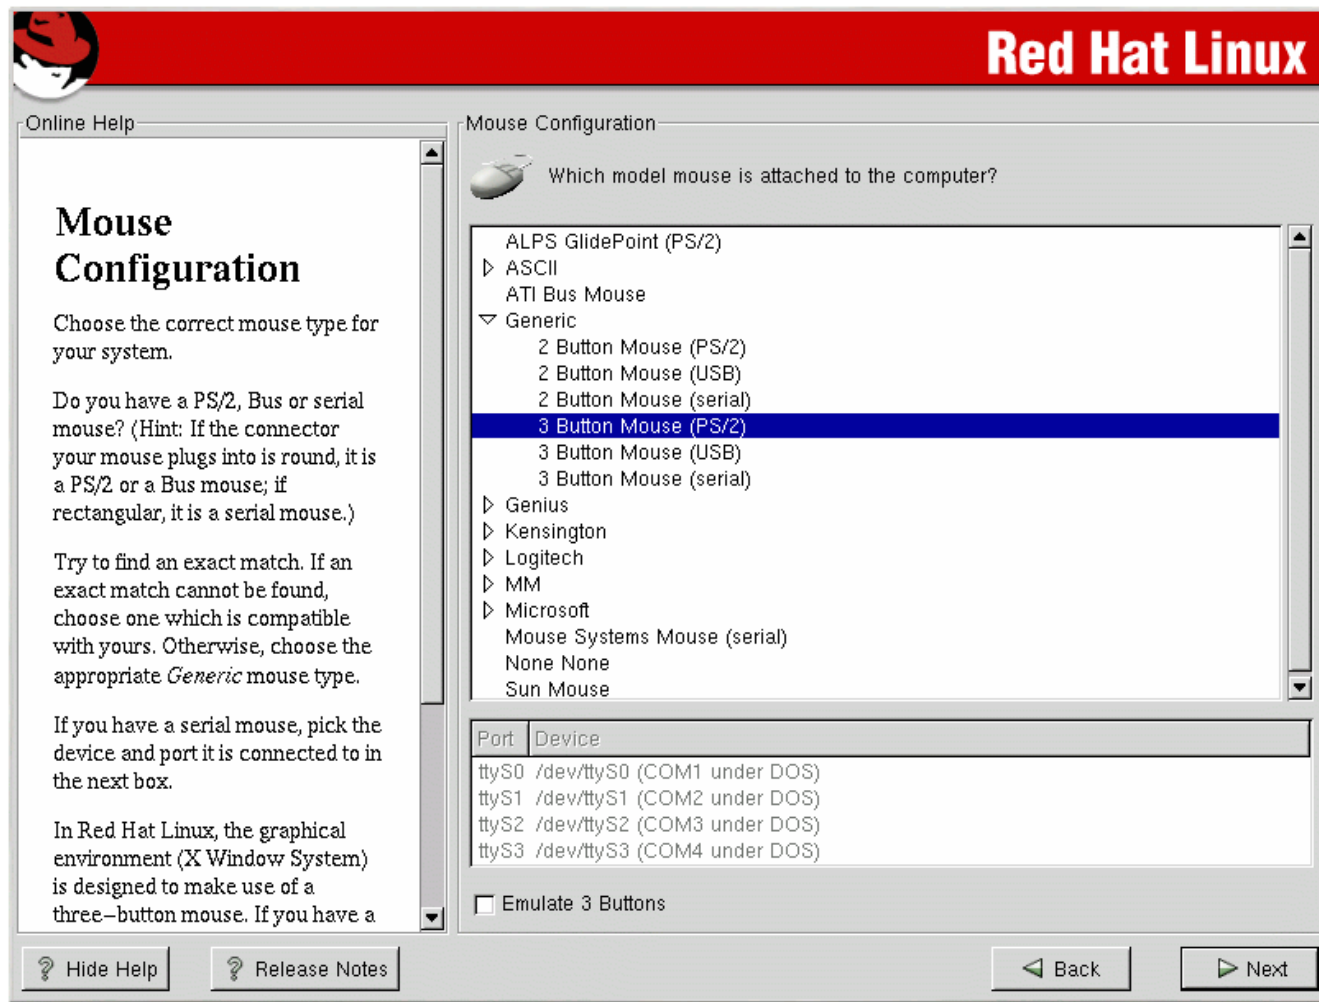 Red Hat Linux
Online Help
Mouse
Configuration
Choose the correct mouse type for
your system.
Do you have a PS/2, Bus or serial
mouse? (Hint: If the connector
your mouse plugs into is round, it is
a PS/2 or a Bus mouse; if
rectangular, it is a serial mouse.)
Try to find an exact match. If an
exact match cannot be found,
choose one which is compatible
with yours. Otherwise, choose the
appropriate Generic mouse type.
If you have a serial mouse, pick the
device and port it is connected to in
the next box.
In Red Hat Linux, the graphical
environment (X Window System)
is designed to make use of a
three-button mouse. If you have a
Mouse Configuration
Which model mouse is attached to the computer?
ALPS GlidePoint (PS/2)
ASCII
ATI Bus Mouse
Generic
2 Button Mouse (PS/2)
2 Button Mouse (USB)
2 Button Mouse (serial)
3 Button Mouse (PS/2)
3 Button Mouse (USB)
3 Button Mouse (serial)
Genius
Kensington
Logitech
MM
Microsoft
Mouse Systems Mouse (serial)
None None
Sun Mouse
Port Device
ttyS0 /dev/ttyS0 (COM1 under DOS)
ttyS1 /dev/ttyS1 (COM2 under DOS)
ttyS2 /dev/ttyS2 (COM3 under DOS)
ttyS3 /dev/ttyS3 (COM4 under DOS)
Emulate 3 Buttons
Hide Help
Release Notes
Back
Next